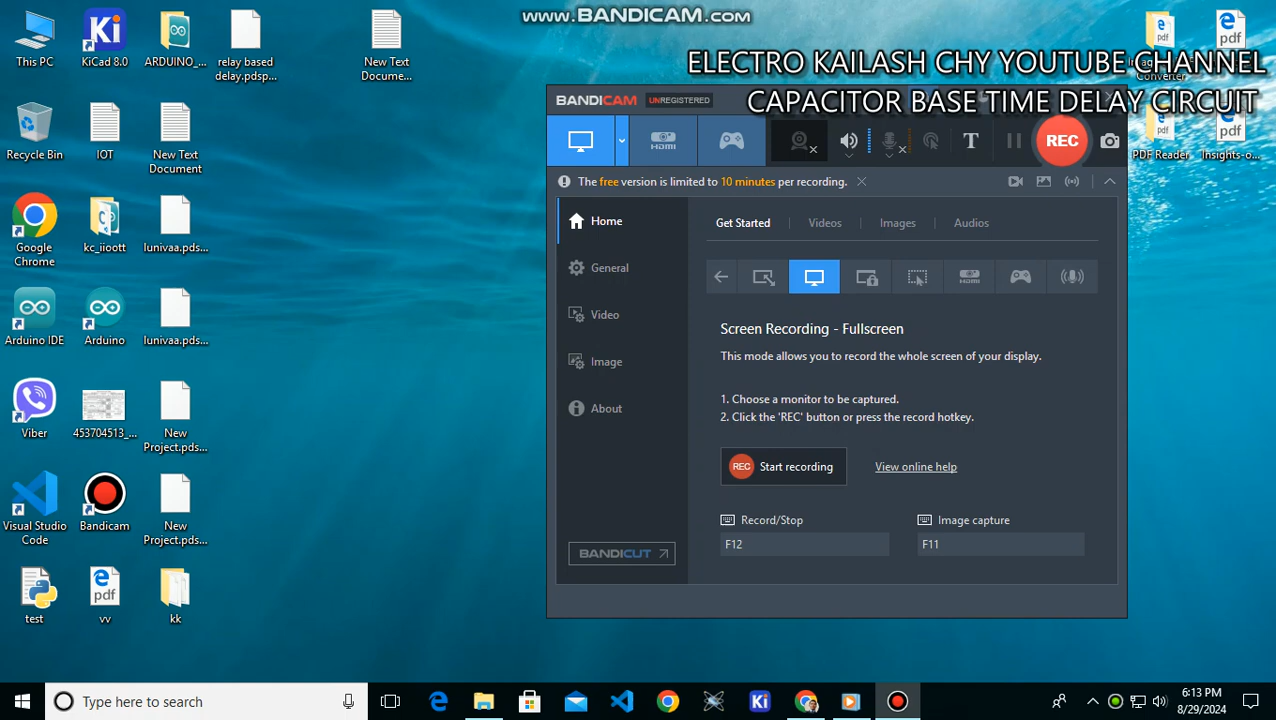 www.BANDICAM.com
ELECTRO KAILASH CHY YOUTUBE CHANNEL
CAPACITOR BASE TIME DELAY CIRCUIT
This PC
KiCad 8.0
ARDUINO_...
relay based
delay.pdsp...
New Text
Docume...
Converter
Recycle Bin
IOT
New Text
Document
PDF Reader
Insights-o...
Google
Chrome
kc_iioott
lunivaa.pds...
Arduino IDE
Arduino
lunivaa.pds...
Viber
453704513_...
New
Project.pds...
Visual Studio
Code
Bandicam
New
Project.pds...
test
vv
kk
BANDICAM UNREGISTERED
HDMI
T
REC
The free version is limited to 10 minutes per recording.
Home
General
Video
Image
About
BANDICUT
Get Started
Videos
Images
Audios
HDMI
Screen Recording - Fullscreen
This mode allows you to record the whole screen of your display.
1. Choose a monitor to be captured.
2. Click the 'REC' button or press the record hotkey.
REC Start recording
View online help
Record/Stop
Image capture
F12
F11
Type here to search
6:13 PM
8/29/2024